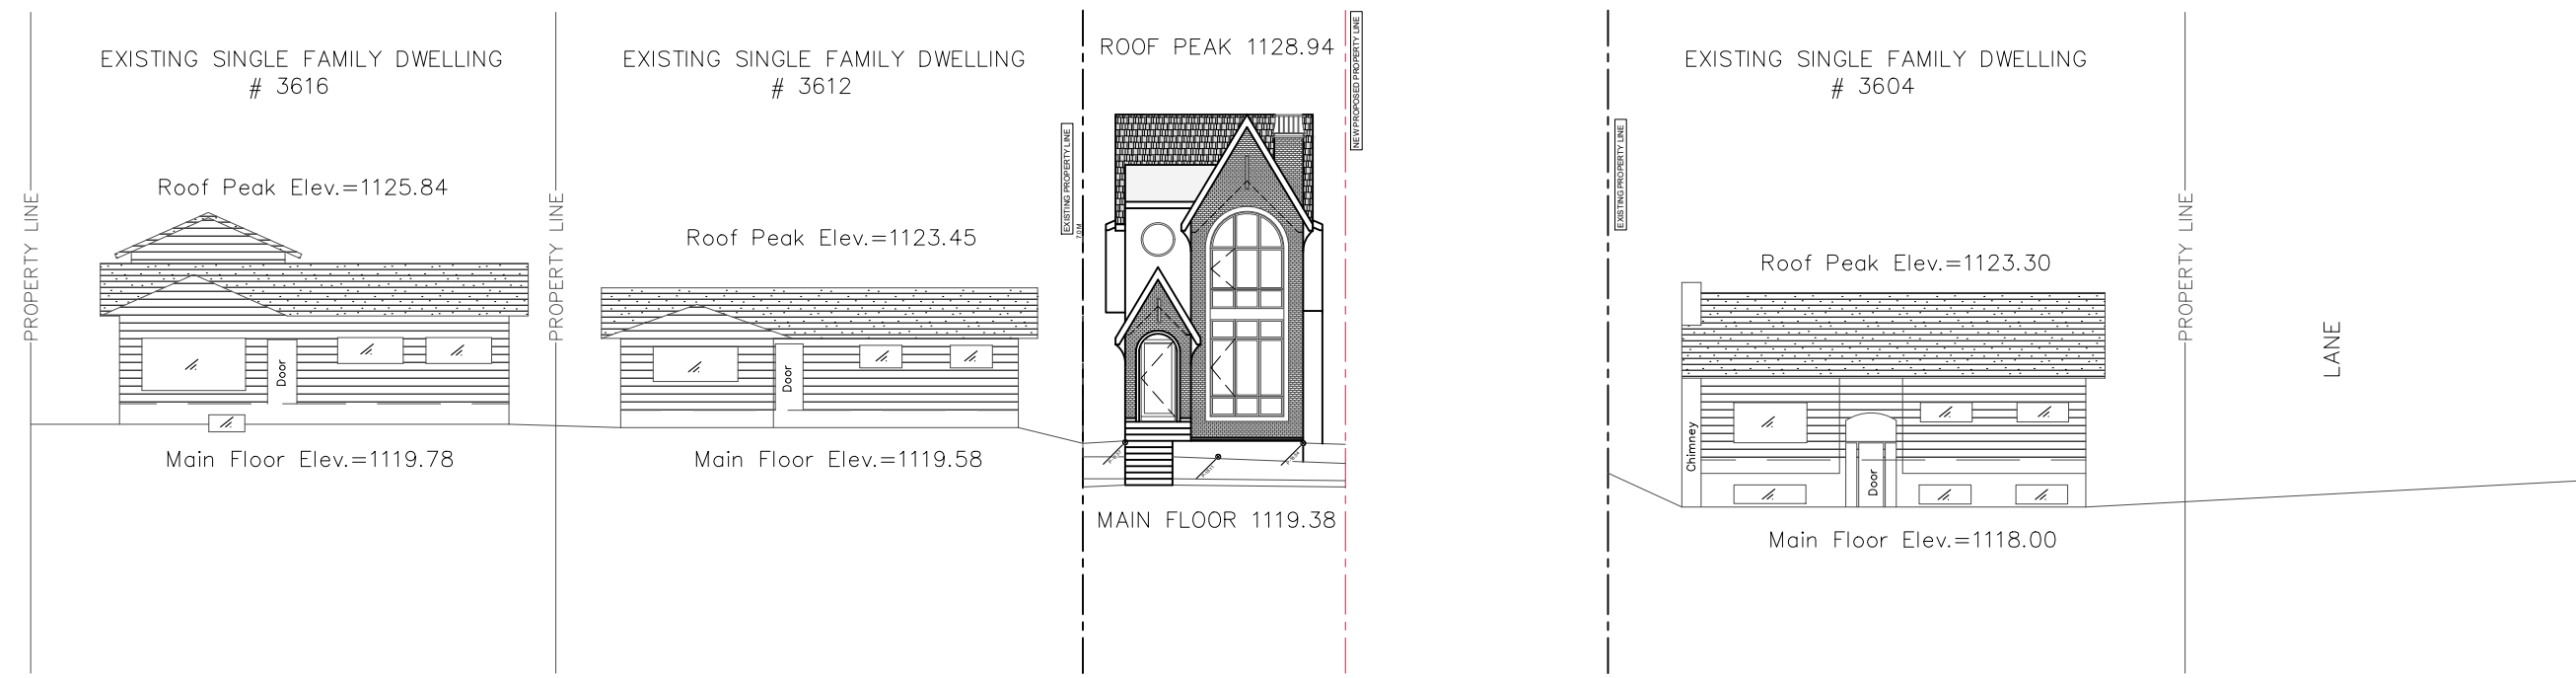 EXISTING SINGLE FAMILY DWELLING
# 3616
Roof Peak Elev.=1125.84
PROPERTY LINE
Door
Main Floor Elev.=1119.78
PROPERTY LINE
EXISTING SINGLE FAMILY DWELLING
# 3612
Roof Peak Elev.=1123.45
Door
Main Floor Elev.=1119.58
EXISTING PROPERTY LINE
ROOF PEAK 1128.94
NEW PROPOSED PROPERTY LINE
MAIN FLOOR 1119.38
EXISTING PROPERTY LINE
EXISTING SINGLE FAMILY DWELLING
# 3604
Roof Peak Elev.=1123.30
Chimney
Door
Main Floor Elev.=1118.00
PROPERTY LINE
LANE